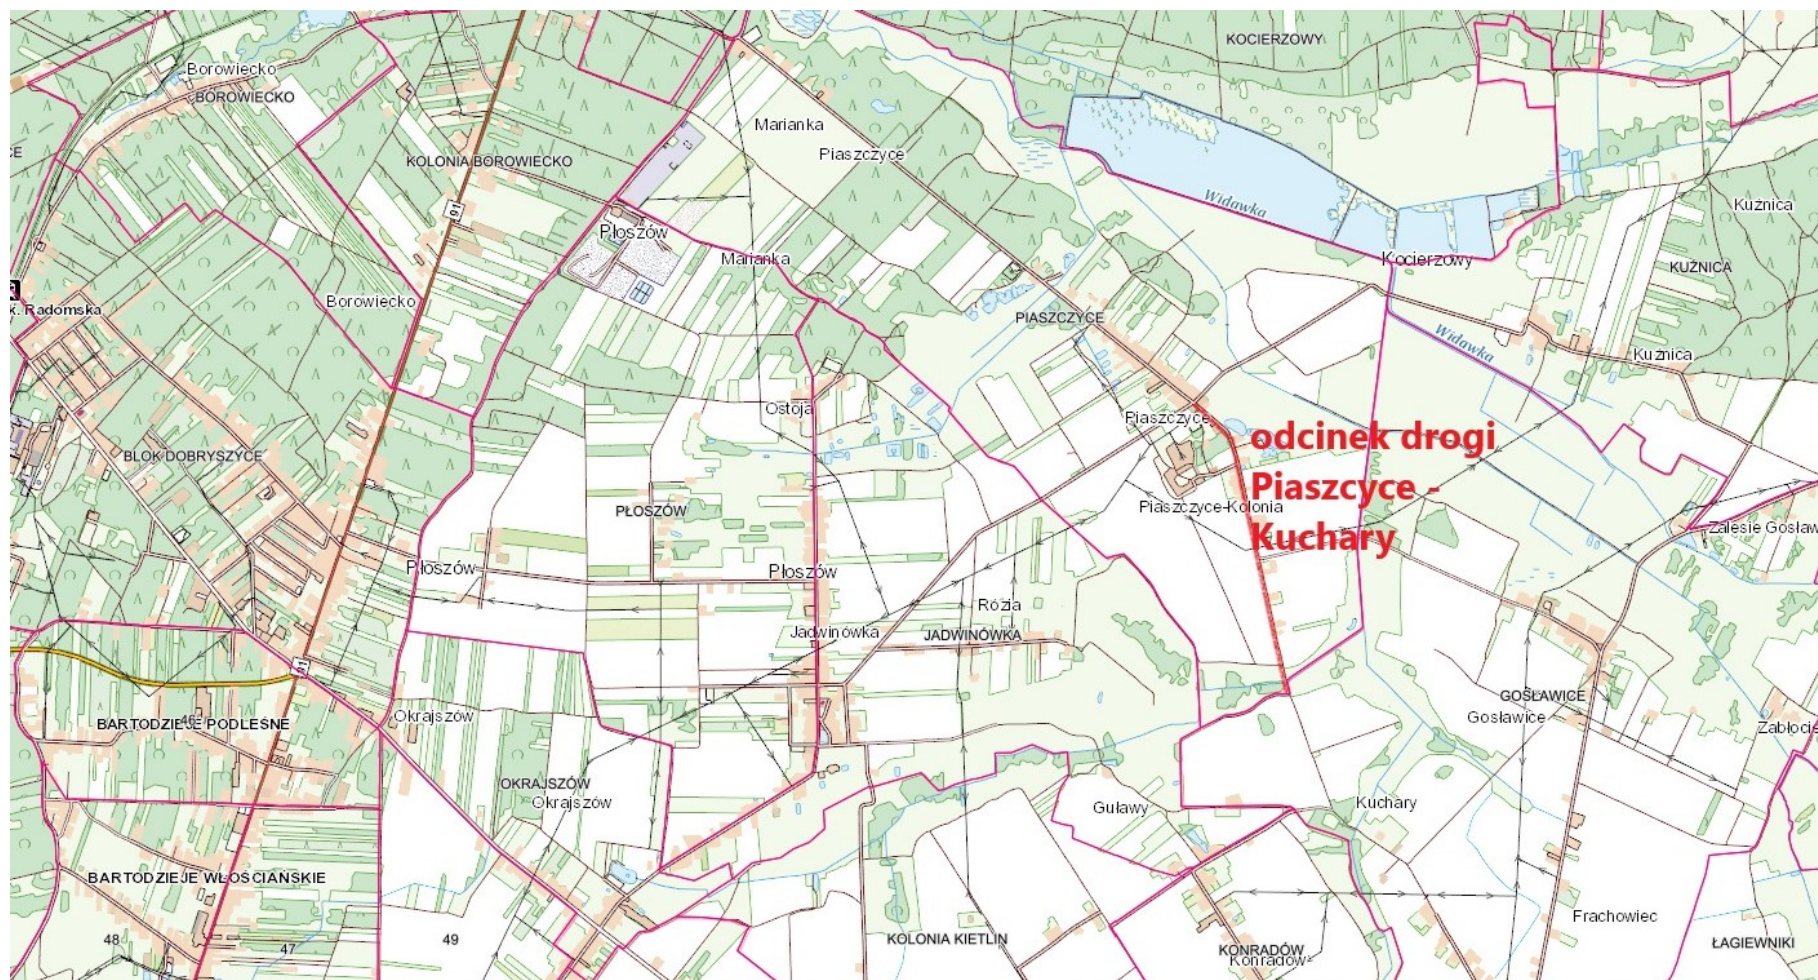 KOCIERZOWY
Borowiecko
BOROWIECKO
Marianka
Piaszczyce
KOLONIA BOROWIECKO
Widawka
Kuźnica
91
Płoszów
Marianka
Kocierzowy
KUŹNICA
Borowiecko
k. Radomska
PIASZCZYCE
Widawka
Kuźnica
Ostoja
Piaszczyce
odcinek drogi
Piaszcyce -
Kuchary
BLOK DOBRYSZYCE
PŁOSZÓW
Piaszczyce-Kolonia
Zalesie Gosław
Płoszów
Płoszów
Rózia
Jadwinówka
JADWINÓWKA
91
GOSŁAWICE
Gosławice
Okrajszów
BARTODZIEJE PODLEŚNE
46
Zabłocie
OKRAJSZÓW
Okrajszów
Guławy
Kuchary
BARTODZIEJE WŁOŚCIAŃSKIE
Frachowiec
48
47
49
KOLONIA KIETLIN
KONRADÓW
Konradów
ŁAGIEWNIKI